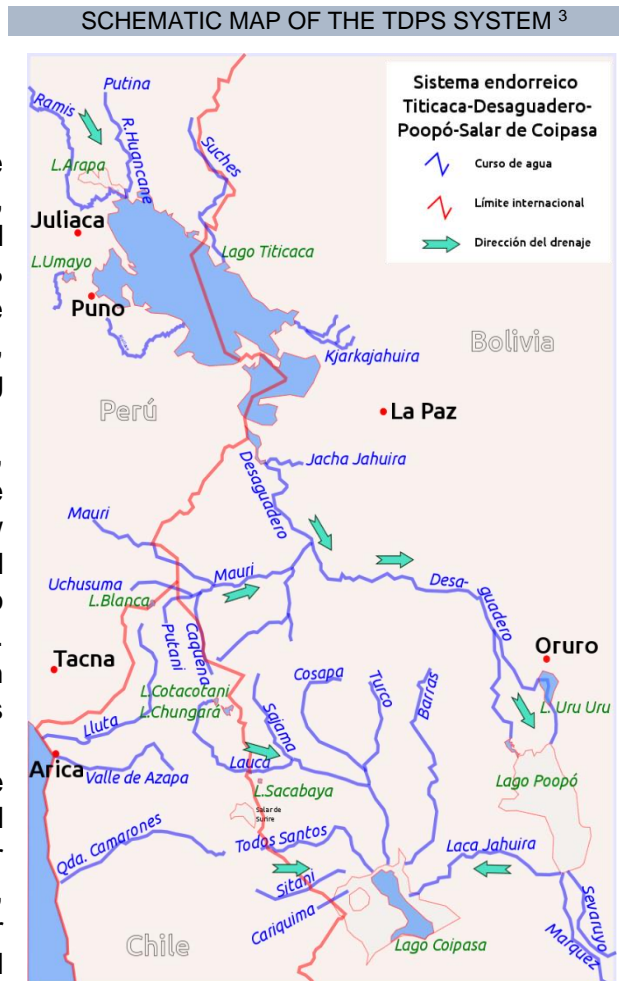 SCHEMATIC MAP OF THE TDPS SYSTEM ³
Sistema endorreico
Titicaca-Desaguadero-
Poopó-Salar de Coipasa
Curso de agua
Límite internacional
Dirección del drenaje
Putina
Ramis
R.Huancane
Suches
L.Arapa
Juliaca
L.Umayo
Lago Titicaca
Puno
Kjarkajahuira
Bolivia
Perú
La Paz
Jacha Jahuira
Desaguadero
Mauri
Mauri
Desa-
guadero
Uchusuma
L.Blanca
Putani
Caquena
Oruro
Tacna
Cosapa
Turco
Barras
L.Cotacotani
L.Chungará
Sajama
L. Uru Uru
Lluta
Arica
Lauca
Valle de Azapa
L.Sacabaya
Lago Poopó
Salar de
Surire
Qda. Camarones
Todos Santos
Laca Jahuira
Sitani
Cariquima
Sevaruyo
Marquez
Chile
Lago Coipasa